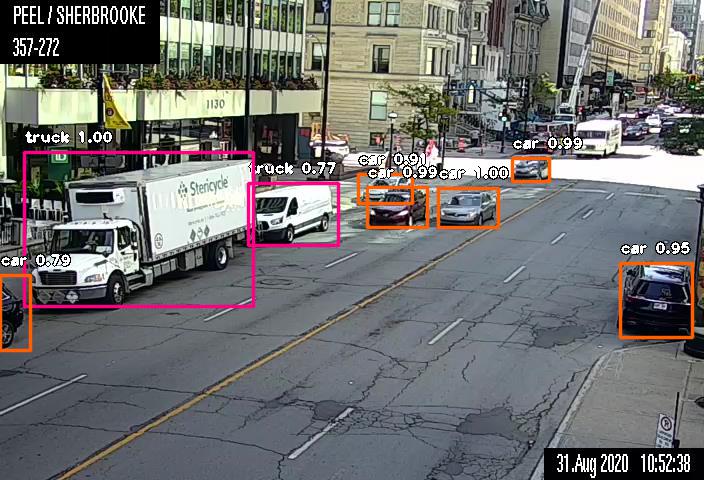 PEEL / SHERBROOKE
357-272
1130
truck 1.00
truck 0.77
car 0.91
car 0.99
car 1.00
car 0.99
Stericycle
car 0.79
car 0.95
31.Aug 2020 10:52:38